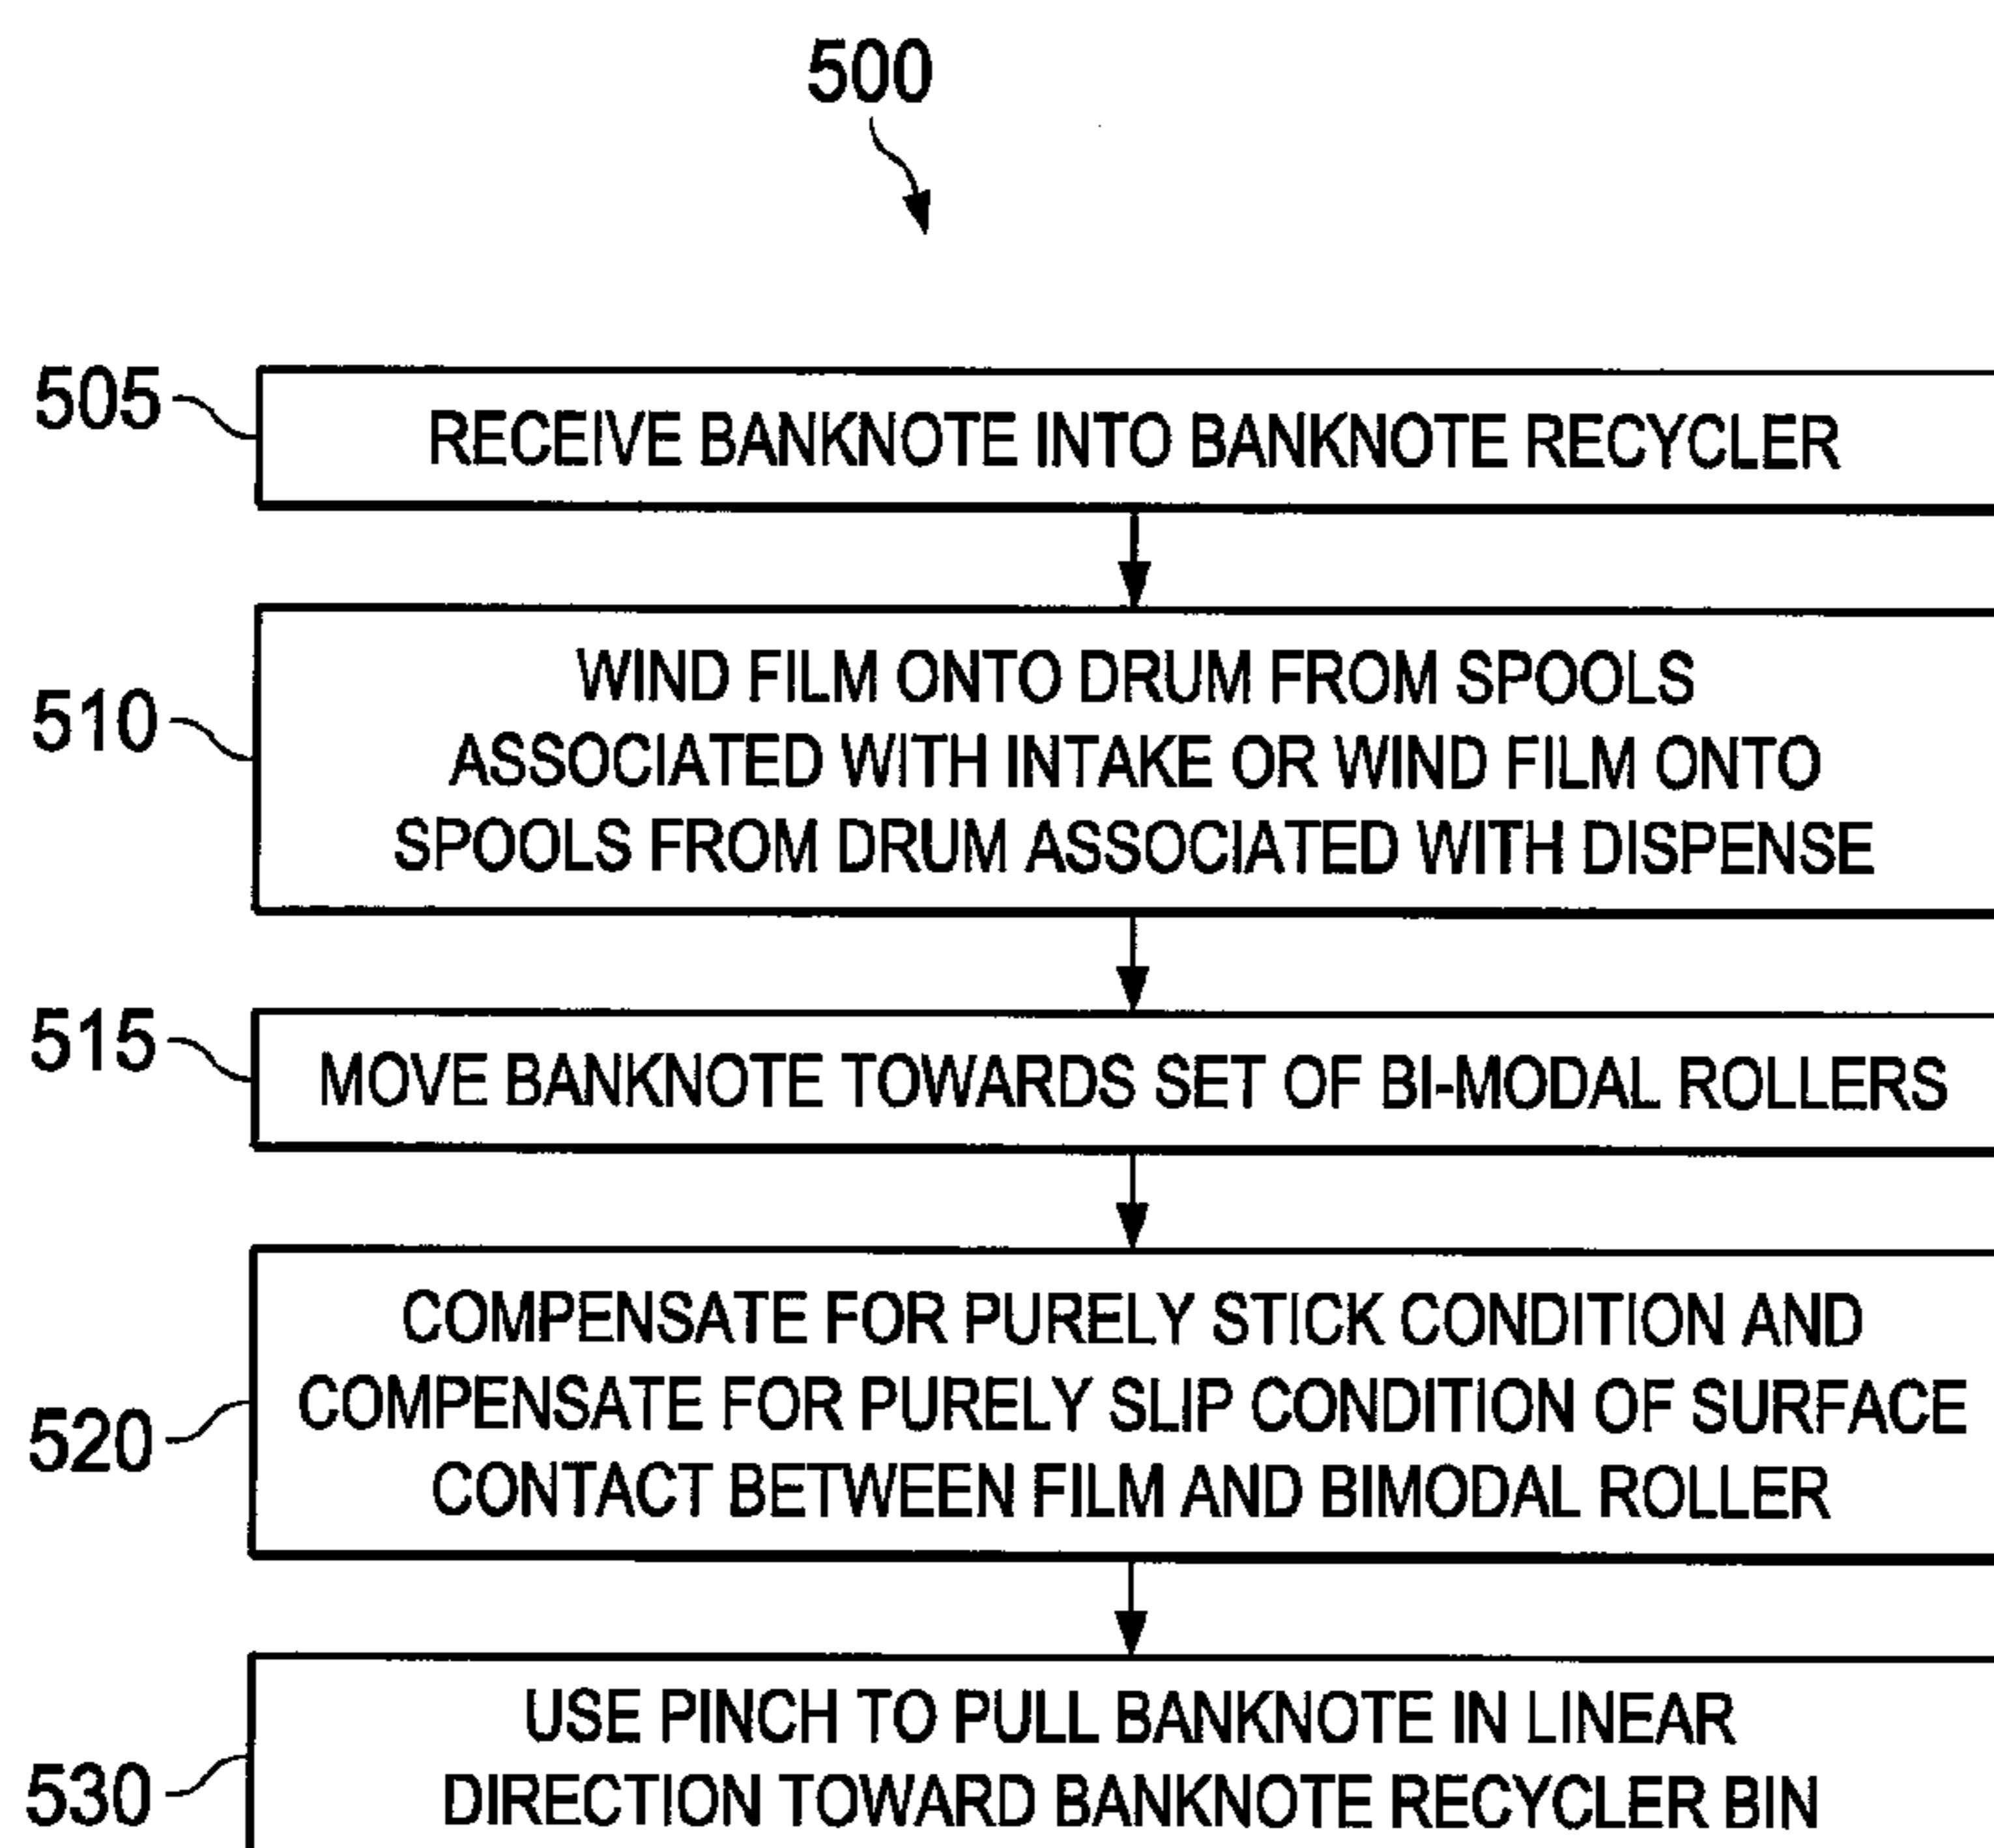 500
505
RECEIVE BANKNOTE INTO BANKNOTE RECYCLER
510
WIND FILM ONTO DRUM FROM SPOOLS
ASSOCIATED WITH INTAKE OR WIND FILM ONTO
SPOOLS FROM DRUM ASSOCIATED WITH DISPENSE
515
MOVE BANKNOTE TOWARDS SET OF BI-MODAL ROLLERS
520
COMPENSATE FOR PURELY STICK CONDITION AND
COMPENSATE FOR PURELY SLIP CONDITION OF SURFACE
CONTACT BETWEEN FILM AND BIMODAL ROLLER
530
USE PINCH TO PULL BANKNOTE IN LINEAR
DIRECTION TOWARD BANKNOTE RECYCLER BIN